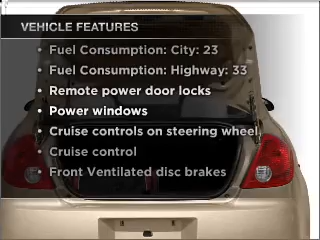 VEHICLE FEATURES
• Fuel Consumption: City: 23
• Fuel Consumption: Highway: 33
• Remote power door locks
• Power windows
• Cruise controls on steering wheel
• Cruise control
• Front Ventilated disc brakes